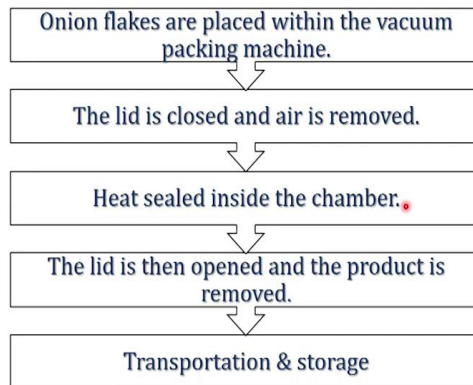 Onion flakes are placed within the vacuum
packing machine.
The lid is closed and air is removed.
Heat sealed inside the chamber.
The lid is then opened and the product is
removed.
Transportation & storage